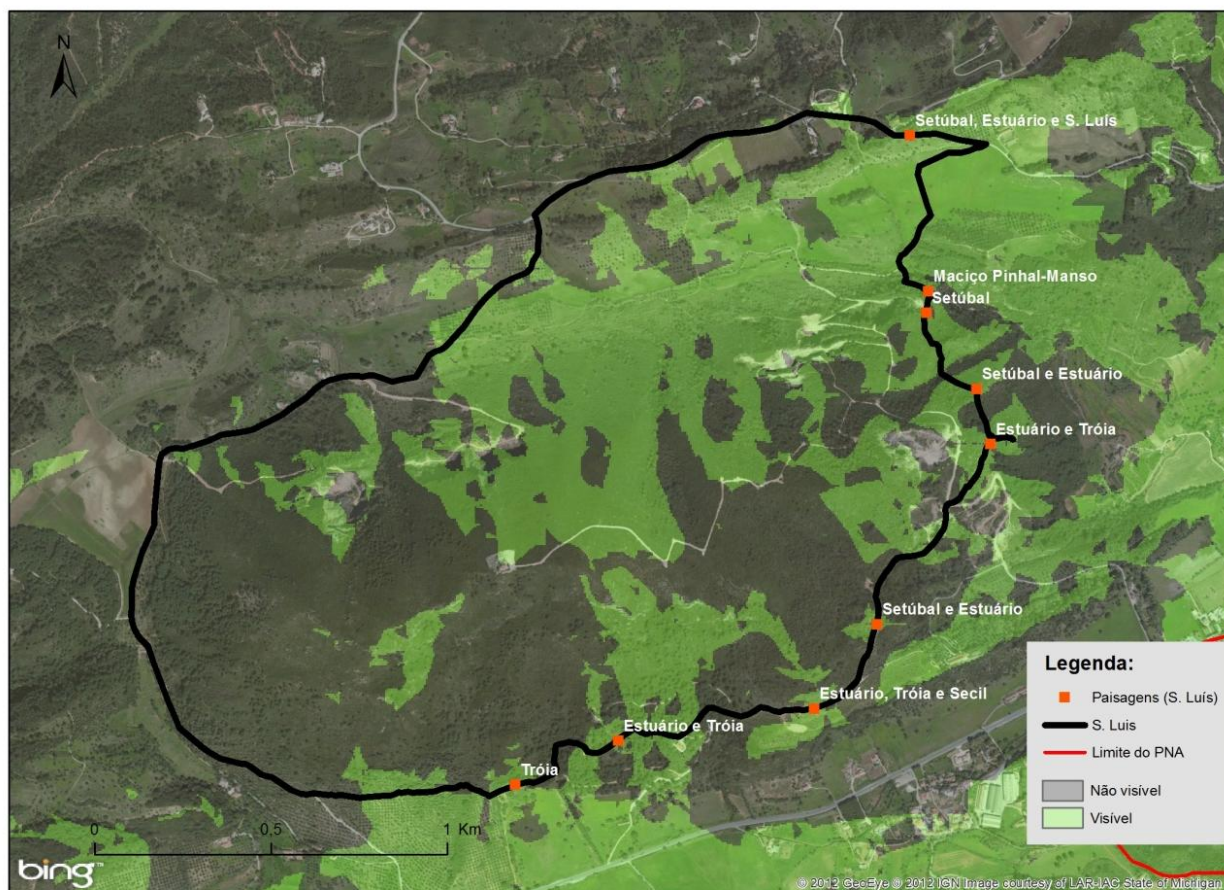 N
Setúbal, Estuário e S. Luís
Maciço Pinhal-Manso
Setúbal
Setúbal e Estuário
Estuário e Tróia
Setúbal e Estuário
Estuário, Tróia e Secil
Estuário e Tróia
Tróia
0 0,5 1 Km
Legenda:
Paisagens (S. Luís)
S. Luis
Limite do PNA
Não visível
Visível
bing™
© 2012 GeoEye © 2012 IGN Image courtesy of LAR-IAC State of Michigan